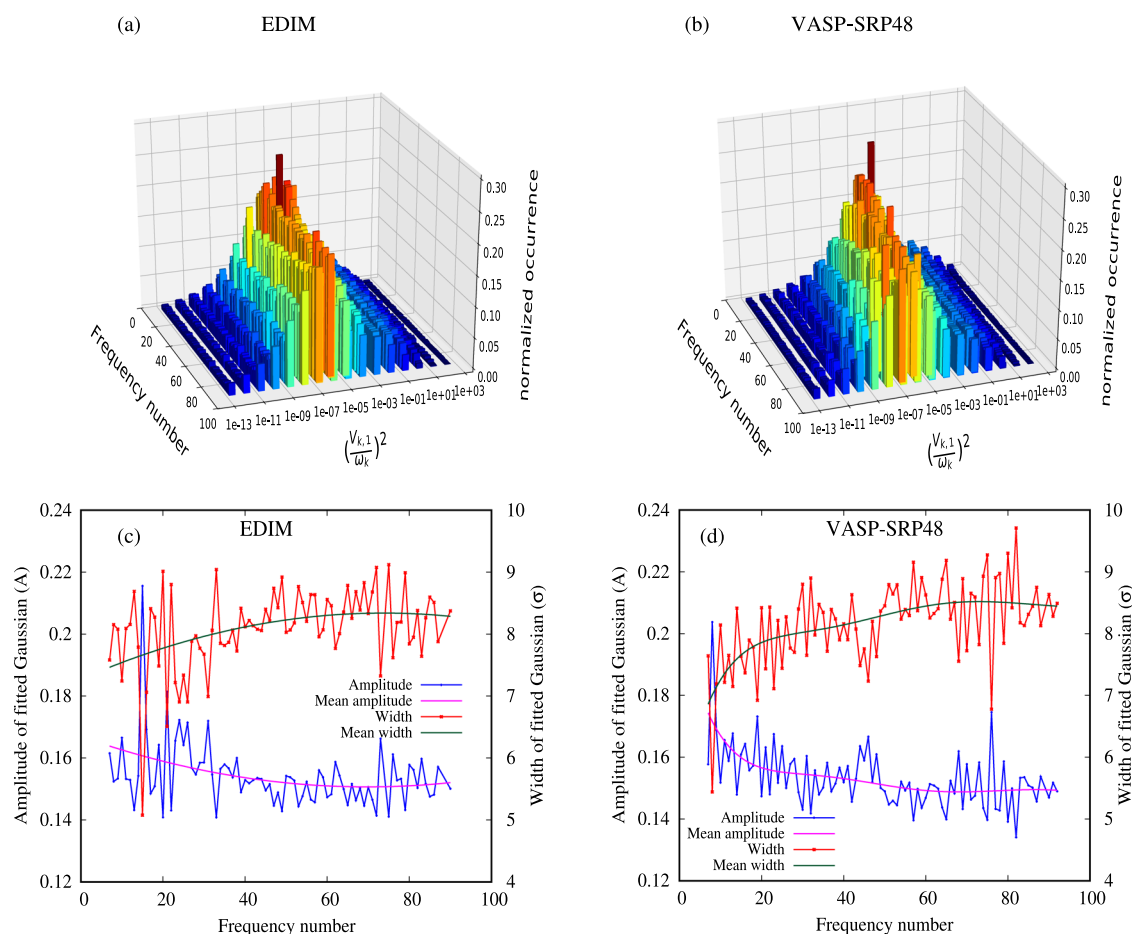 (a) EDIM
(b) VASP-SRP48
0.30
0.25
0.20
0.15
0.10
0.05
0.00
normalized occurrence
0
20
40
60
80
100
Frequency number
1e-13 1e-11 1e-09 1e-07 1e-05 1e-03 1e-01 1e+01 1e+03
(V_{k,1}/ω_k)^2
0.30
0.25
0.20
0.15
0.10
0.05
0.00
normalized occurrence
0
20
40
60
80
100
Frequency number
1e-13 1e-11 1e-09 1e-07 1e-05 1e-03 1e-01 1e+01 1e+03
(V_{k,1}/ω_k)^2
(c) EDIM
Amplitude of fitted Gaussian (A)
0.24
0.22
0.2
0.18
0.16
0.14
0.12
Amplitude
Mean amplitude
Width
Mean width
10
9
8
7
6
5
4
Width of fitted Gaussian (σ)
0 20 40 60 80 100
Frequency number
(d) VASP-SRP48
Amplitude of fitted Gaussian (A)
0.24
0.22
0.2
0.18
0.16
0.14
0.12
Amplitude
Mean amplitude
Width
Mean width
10
9
8
7
6
5
4
Width of fitted Gaussian (σ)
0 20 40 60 80 100
Frequency number